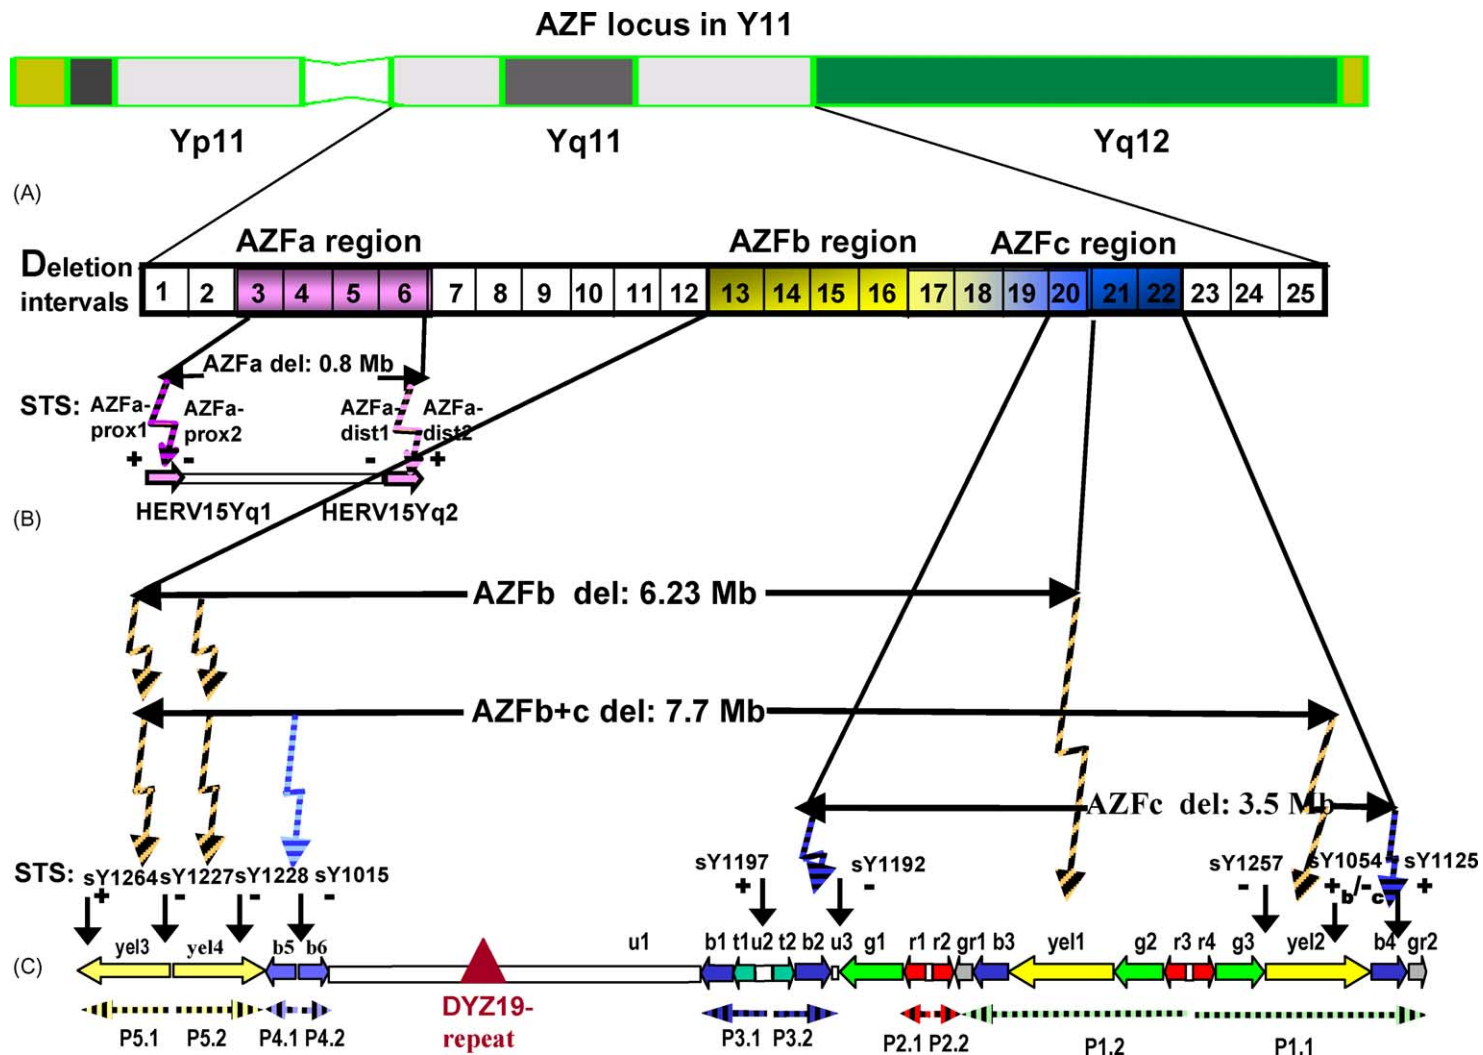 AZF locus in Y11
Yp11
Yq11
Yq12
(A)
AZFa region
AZFb region
AZFc region
Deletion
intervals
1 2 3 4 5 6 7 8 9 10 11 12 13 14 15 16 17 18 19 20 21 22 23 24 25
AZFa del: 0.8 Mb
STS:
AZFa-
prox1
AZFa-
prox2
AZFa-
dist1
AZFa-
dist2
+ - - +
HERV15Yq1
HERV15Yq2
(B)
AZFb del: 6.23 Mb
AZFb+c del: 7.7 Mb
AZFc del: 3.5 Mb
STS: sY1264 sY1227 sY1228 sY1015 sY1197 sY1192 sY1257 sY1054 sY1125
+ - - - + - - +b/-c +
yel3 yel4 b5 b6 u1 b1 t1 u2 t2 b2 u3 g1 r1 r2 gr1 b3 yel1 g2 r3 r4 g3 yel2 b4 gr2
(C)
DYZ19-
repeat
P5.1 P5.2 P4.1 P4.2 P3.1 P3.2 P2.1 P2.2 P1.2 P1.1